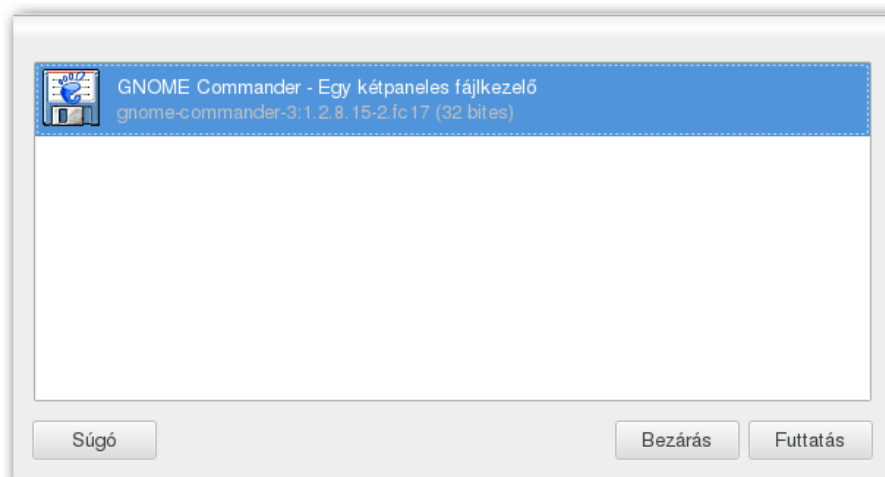 GNOME Commander - Egy kétpaneles fájlkezelő
gnome-commander-3:1.2.8.15-2.fc17 (32 bites)
Súgó
Bezárás
Futtatás